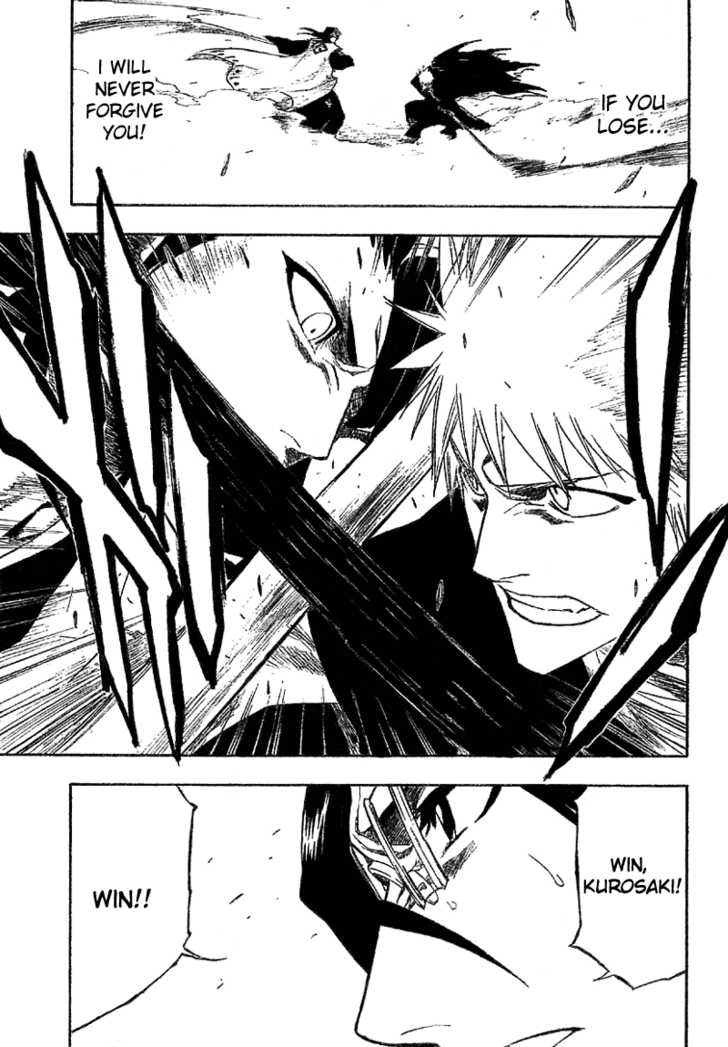 IF YOU
LOSE...
I WILL
NEVER
FORGIVE
YOU!
WIN,
KUROSAKI!
WIN!!